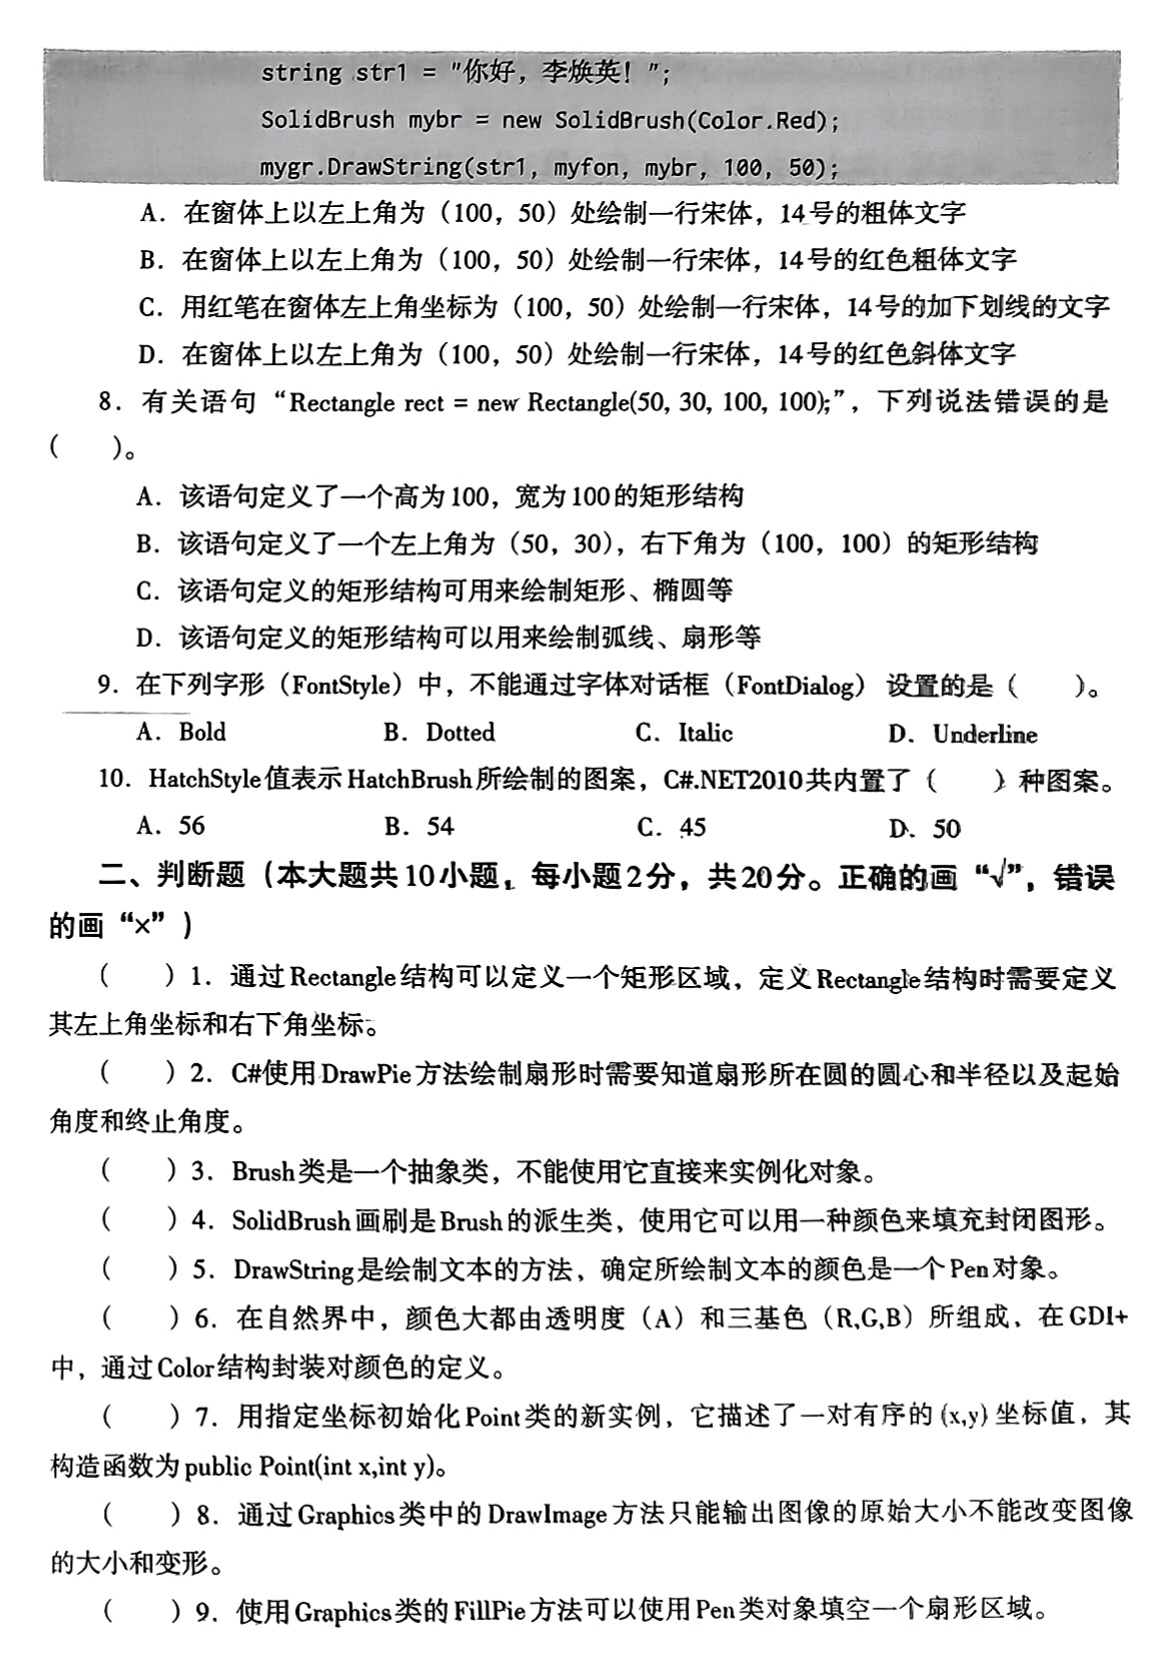 string str1 = "你好，李焕英！";
SolidBrush mybr = new SolidBrush(Color.Red);
mygr.DrawString(str1, myfon, mybr, 100, 50);
A．在窗体上以左上角为（100，50）处绘制一行宋体，14号的粗体文字
B．在窗体上以左上角为（100，50）处绘制一行宋体，14号的红色粗体文字
C．用红笔在窗体左上角坐标为（100，50）处绘制一行宋体，14号的加下划线的文字
D．在窗体上以左上角为（100，50）处绘制一行宋体，14号的红色斜体文字
8．有关语句“Rectangle rect = new Rectangle(50, 30, 100, 100);”，下列说法错误的是
（　　）。
A．该语句定义了一个高为100，宽为100的矩形结构
B．该语句定义了一个左上角为（50，30），右下角为（100，100）的矩形结构
C．该语句定义的矩形结构可用来绘制矩形、椭圆等
D．该语句定义的矩形结构可以用来绘制弧线、扇形等
9．在下列字形（FontStyle）中，不能通过字体对话框（FontDialog）设置的是（　　）。
A．Bold　　B．Dotted　　C．Italic　　D．Underline
10．HatchStyle值表示HatchBrush所绘制的图案，C#.NET2010共内置了（　　）种图案。
A．56　　B．54　　C．45　　D．50
二、判断题（本大题共10小题，每小题2分，共20分。正确的画“√”，错误
的画“×”）
（　　）1．通过Rectangle结构可以定义一个矩形区域，定义Rectangle结构时需要定义
其左上角坐标和右下角坐标。
（　　）2．C#使用DrawPie方法绘制扇形时需要知道扇形所在圆的圆心和半径以及起始
角度和终止角度。
（　　）3．Brush类是一个抽象类，不能使用它直接来实例化对象。
（　　）4．SolidBrush画刷是Brush的派生类，使用它可以用一种颜色来填充封闭图形。
（　　）5．DrawString是绘制文本的方法，确定所绘制文本的颜色是一个Pen对象。
（　　）6．在自然界中，颜色大都由透明度（A）和三基色（R,G,B）所组成，在GDI+
中，通过Color结构封装对颜色的定义。
（　　）7．用指定坐标初始化Point类的新实例，它描述了一对有序的(x,y)坐标值，其
构造函数为public Point(int x,int y)。
（　　）8．通过Graphics类中的DrawImage方法只能输出图像的原始大小不能改变图像
的大小和变形。
（　　）9．使用Graphics类的FillPie方法可以使用Pen类对象填空一个扇形区域。